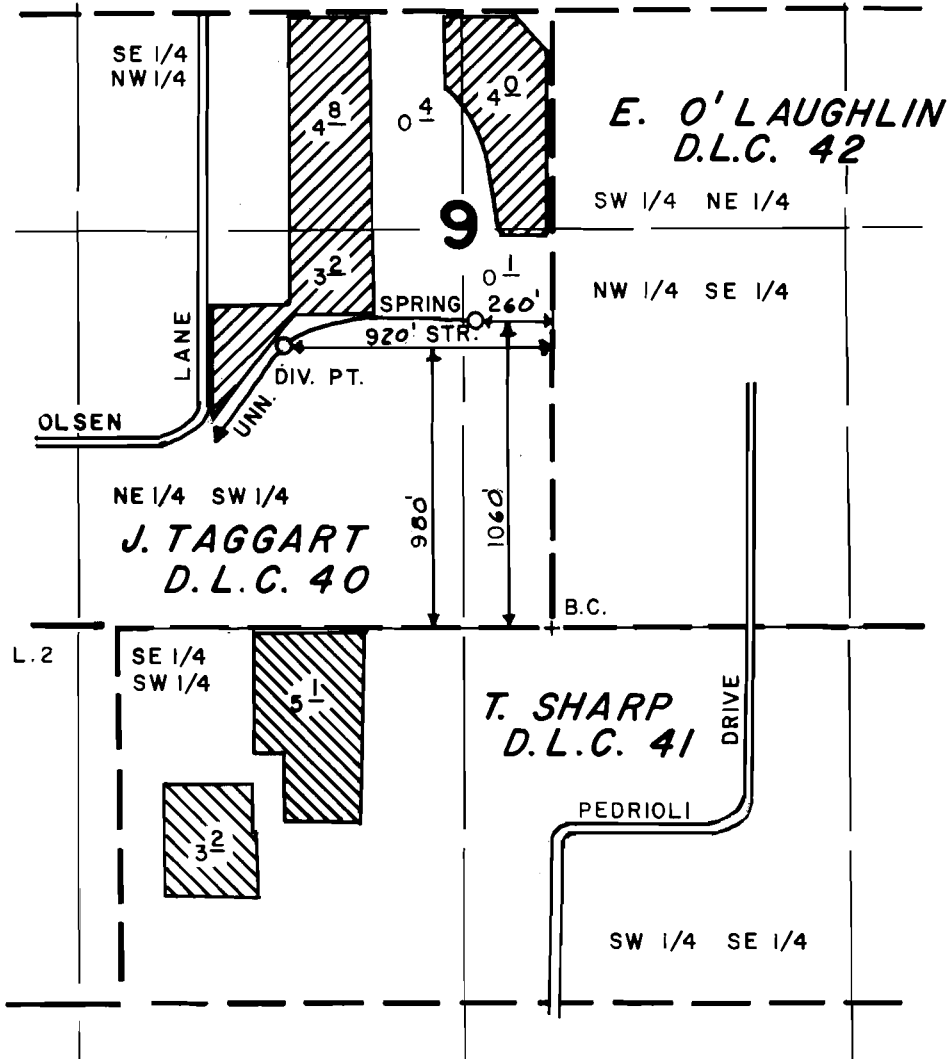 SE 1/4
NW 1/4
4 8
0 4
4 0
E. O'LAUGHLIN
D.L.C. 42
SW 1/4 NE 1/4
9
3 2
0 1
NW 1/4 SE 1/4
SPRING
260'
920' STR.
LANE
DIV. PT.
UNN.
OLSEN
NE 1/4 SW 1/4
980'
1060'
J. TAGGART
D.L.C. 40
B.C.
L.2
SE 1/4
SW 1/4
5 1
T. SHARP
D.L.C. 41
DRIVE
PEDRIOLI
3 2
SW 1/4 SE 1/4